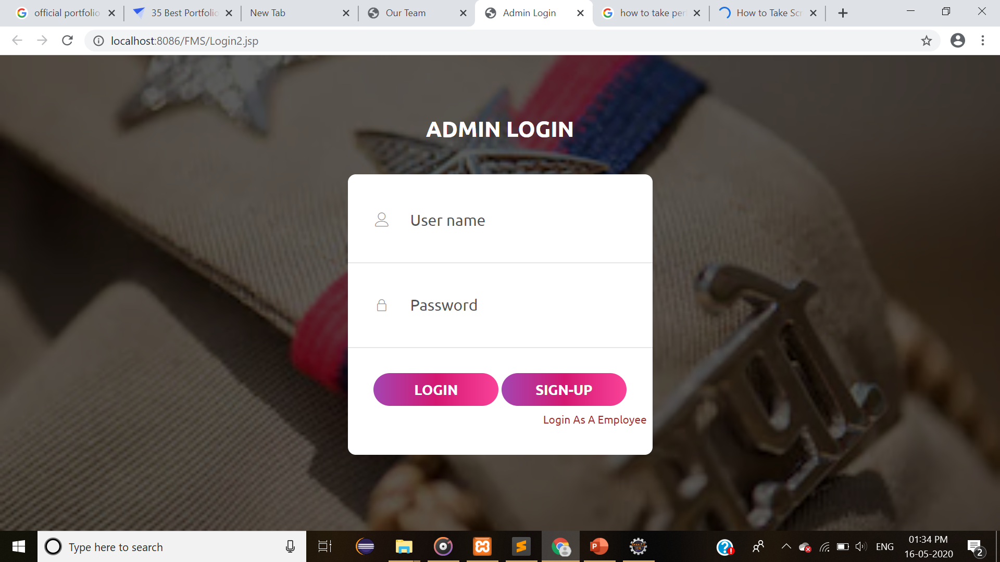 official portfolio
35 Best Portfolio
New Tab
Our Team
Admin Login
how to take per
How to Take Scr
localhost:8086/FMS/Login2.jsp
ADMIN LOGIN
User name
Password
LOGIN
SIGN-UP
Login As A Employee
Type here to search
ENG
01:34 PM
16-05-2020
2